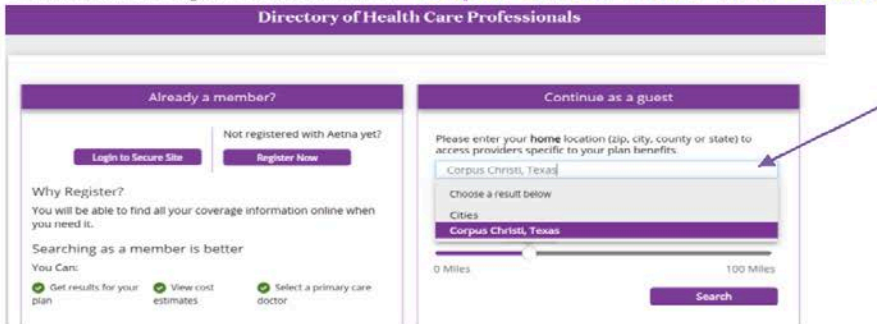 Directory of Health Care Professionals
Already a member?
Login to Secure Site
Not registered with Aetna yet?
Register Now
Why Register?
You will be able to find all your coverage information online when
you need it.
Searching as a member is better
You Can:
Get results for your
plan
View cost
estimates
Select a primary care
doctor
Continue as a guest
Please enter your home location (zip, city, county or state) to
access providers specific to your plan benefits.
Corpus Christi, Texas
Choose a result below
Cities
Corpus Christi, Texas
0 Miles
100 Miles
Search